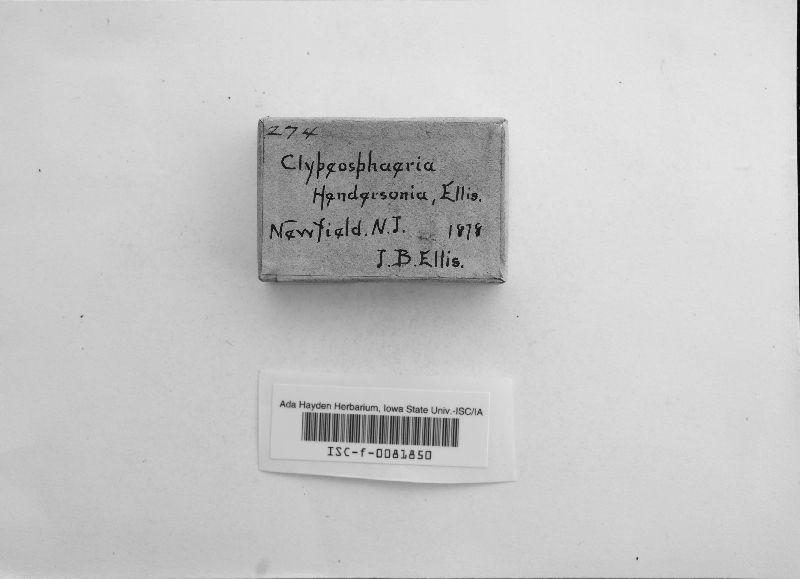 274
Clypeosphaeria
Hendersonia, Ellis.
Newfield. N.J. 1878
J. B. Ellis.
Ada Hayden Herbarium, Iowa State Univ.-ISC/IA
ISC-f-0081850